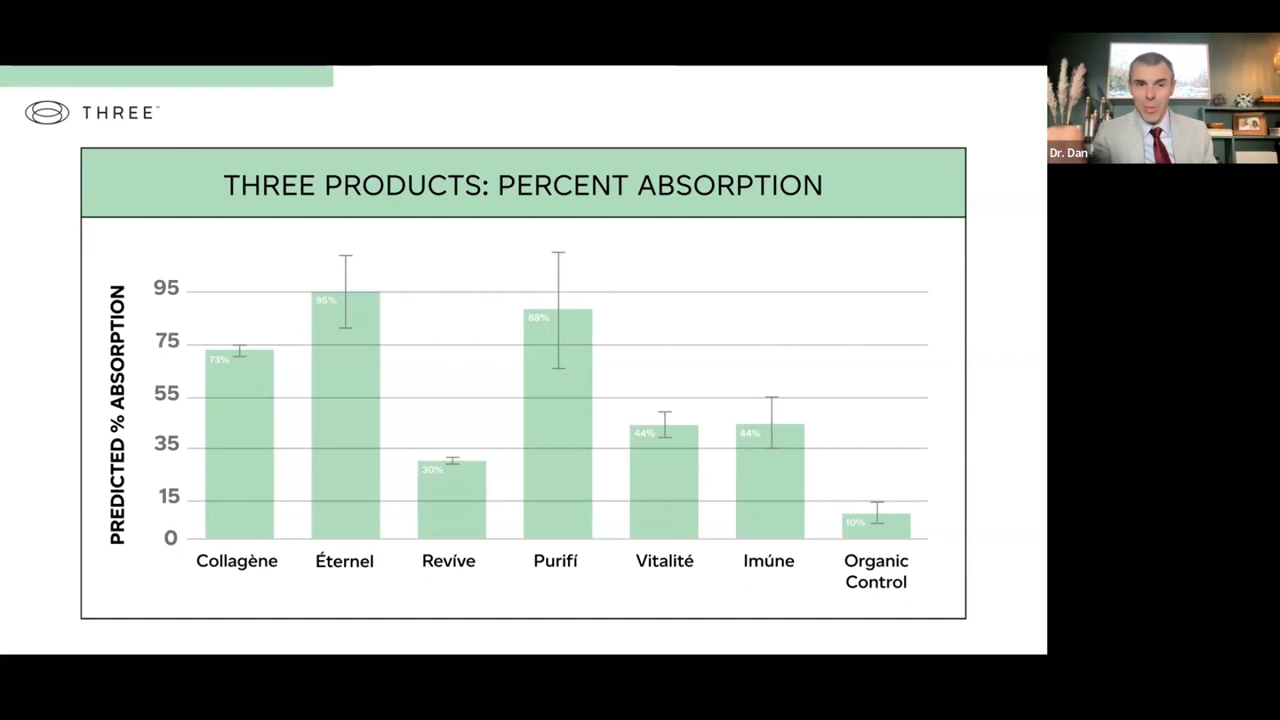 THREE™
Dr. Dan
THREE PRODUCTS: PERCENT ABSORPTION
PREDICTED % ABSORPTION
95
75
55
35
15
0
73%
95%
30%
88%
44%
44%
10%
Collagène
Éternel
Revíve
Purifí
Vitalité
Imúne
Organic
Control